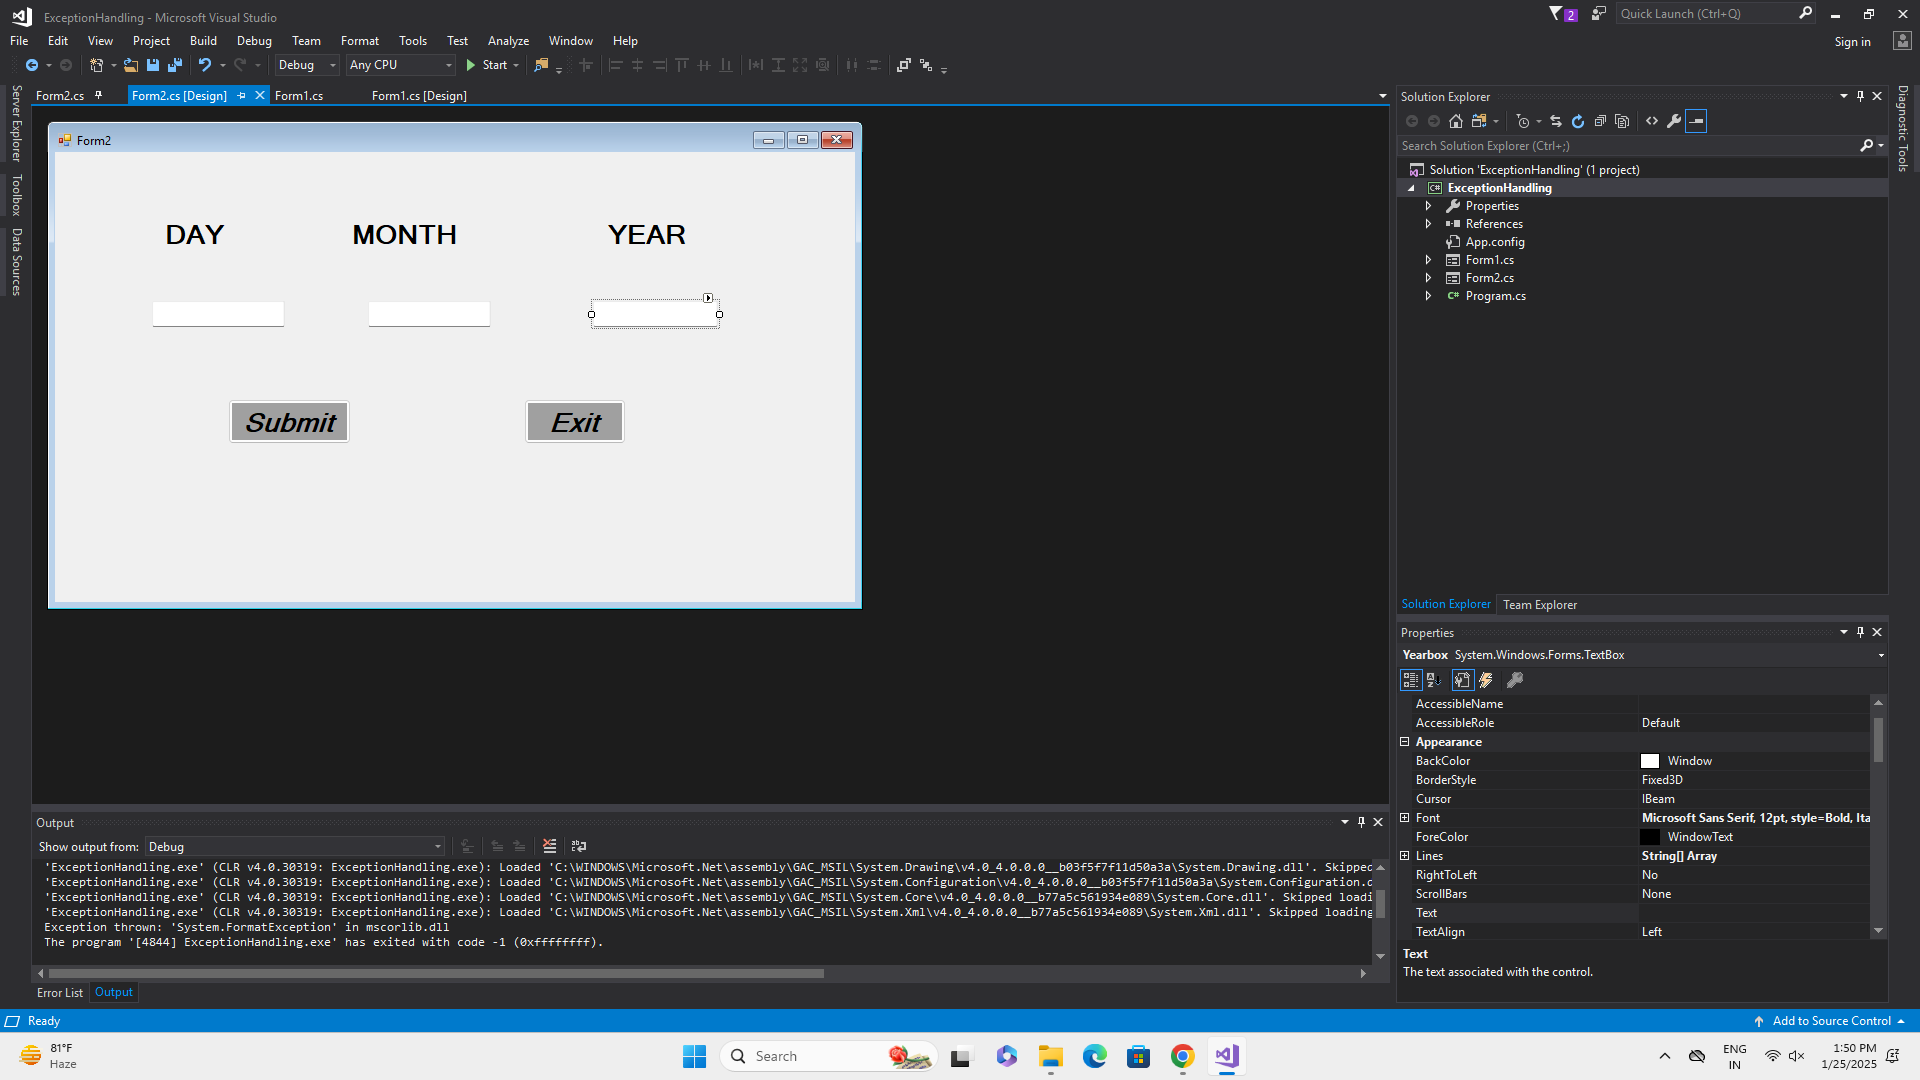 ExceptionHandling - Microsoft Visual Studio
2
Quick Launch (Ctrl+Q)
File Edit View Project Build Debug Team Format Tools Test Analyze Window Help
Sign in
Debug Any CPU Start
Server Explorer
Toolbox
Data Sources
Form2.cs Form2.cs [Design] Form1.cs Form1.cs [Design]
Form2
DAY MONTH YEAR
Submit Exit
Solution Explorer
Search Solution Explorer (Ctrl+;)
Solution 'ExceptionHandling' (1 project)
C# ExceptionHandling
Properties
References
App.config
Form1.cs
Form2.cs
C# Program.cs
Diagnostic Tools
Solution Explorer Team Explorer
Properties
Yearbox System.Windows.Forms.TextBox
AccessibleName
AccessibleRole Default
Appearance
BackColor Window
BorderStyle Fixed3D
Cursor IBeam
Font Microsoft Sans Serif, 12pt, style=Bold, Ita
ForeColor WindowText
Lines String[] Array
RightToLeft No
ScrollBars None
Text
TextAlign Left
Text
The text associated with the control.
Output
Show output from: Debug
'ExceptionHandling.exe' (CLR v4.0.30319: ExceptionHandling.exe): Loaded 'C:\WINDOWS\Microsoft.Net\assembly\GAC_MSIL\System.Drawing\v4.0_4.0.0.0__b03f5f7f11d50a3a\System.Drawing.dll'. Skipped
'ExceptionHandling.exe' (CLR v4.0.30319: ExceptionHandling.exe): Loaded 'C:\WINDOWS\Microsoft.Net\assembly\GAC_MSIL\System.Configuration\v4.0_4.0.0.0__b03f5f7f11d50a3a\System.Configuration.d
'ExceptionHandling.exe' (CLR v4.0.30319: ExceptionHandling.exe): Loaded 'C:\WINDOWS\Microsoft.Net\assembly\GAC_MSIL\System.Core\v4.0_4.0.0.0__b77a5c561934e089\System.Core.dll'. Skipped loadi
'ExceptionHandling.exe' (CLR v4.0.30319: ExceptionHandling.exe): Loaded 'C:\WINDOWS\Microsoft.Net\assembly\GAC_MSIL\System.Xml\v4.0_4.0.0.0__b77a5c561934e089\System.Xml.dll'. Skipped loading
Exception thrown: 'System.FormatException' in mscorlib.dll
The program '[4844] ExceptionHandling.exe' has exited with code -1 (0xffffffff).
Error List Output
Ready
Add to Source Control
81°F
Haze
Search
ENG
IN
1:50 PM
1/25/2025